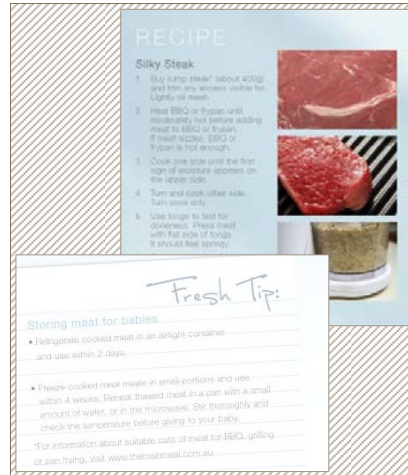 RECIPE
Silky Steak
1 Buy rump steak* (about 400g)
and trim any excess visible fat.
Lightly oil meat.
2 Heat BBQ or frypan until
moderately hot before adding
meat to BBQ or frypan.
If meat sizzles, BBQ or
frypan is hot enough.
3 Cook one side until the first
sign of moisture appears on
the upper side.
4 Turn and cook other side.
Turn once only.
5 Use tongs to test for
doneness. Press meat
with flat side of tongs.
It should feel springy
Fresh Tip:
Storing meat for babies
• Refrigerate cooked meat in an airtight container
and use within 2 days.
• Freeze cooked meat meals in small portions and use
within 4 weeks. Reheat thawed meat in a pan with a small
amount of water, or in the microwave. Stir thoroughly and
check the temperature before giving to your baby.
*For information about suitable cuts of meat for BBQ, grilling
or pan frying, visit www.themainmeal.com.au